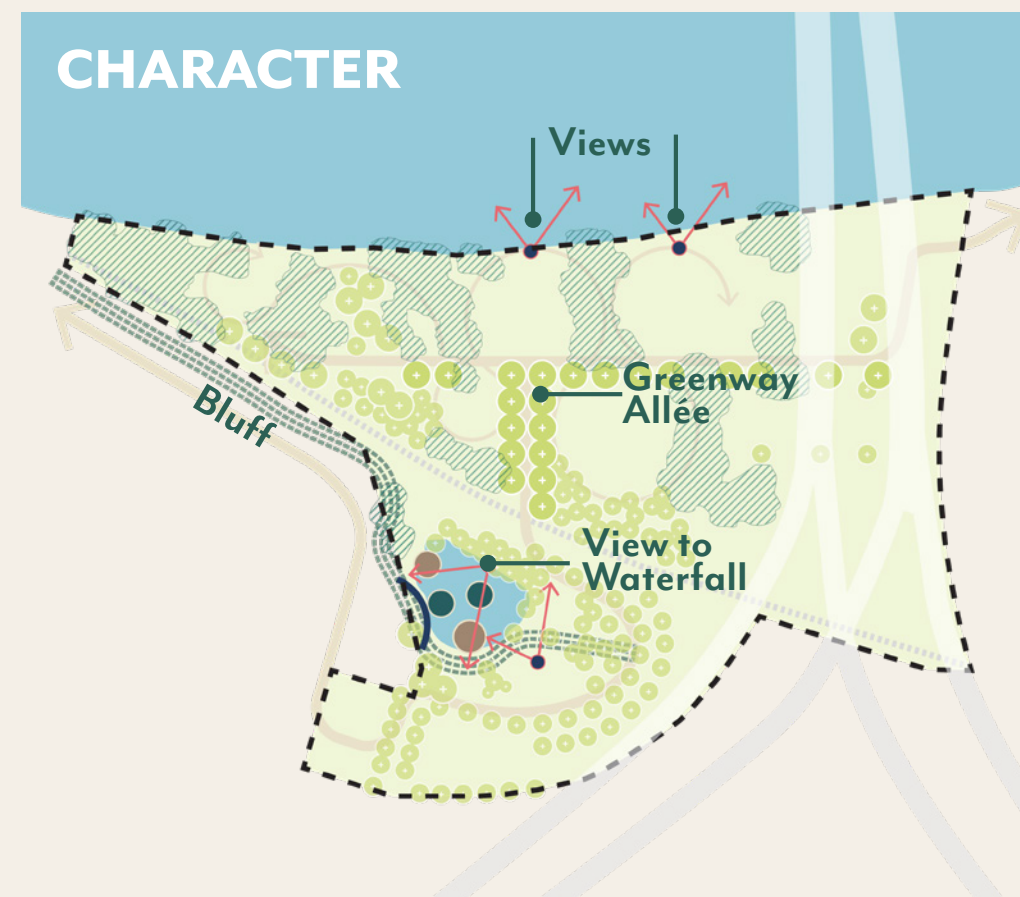 CHARACTER
Views
Greenway
Allée
Bluff
View to
Waterfall